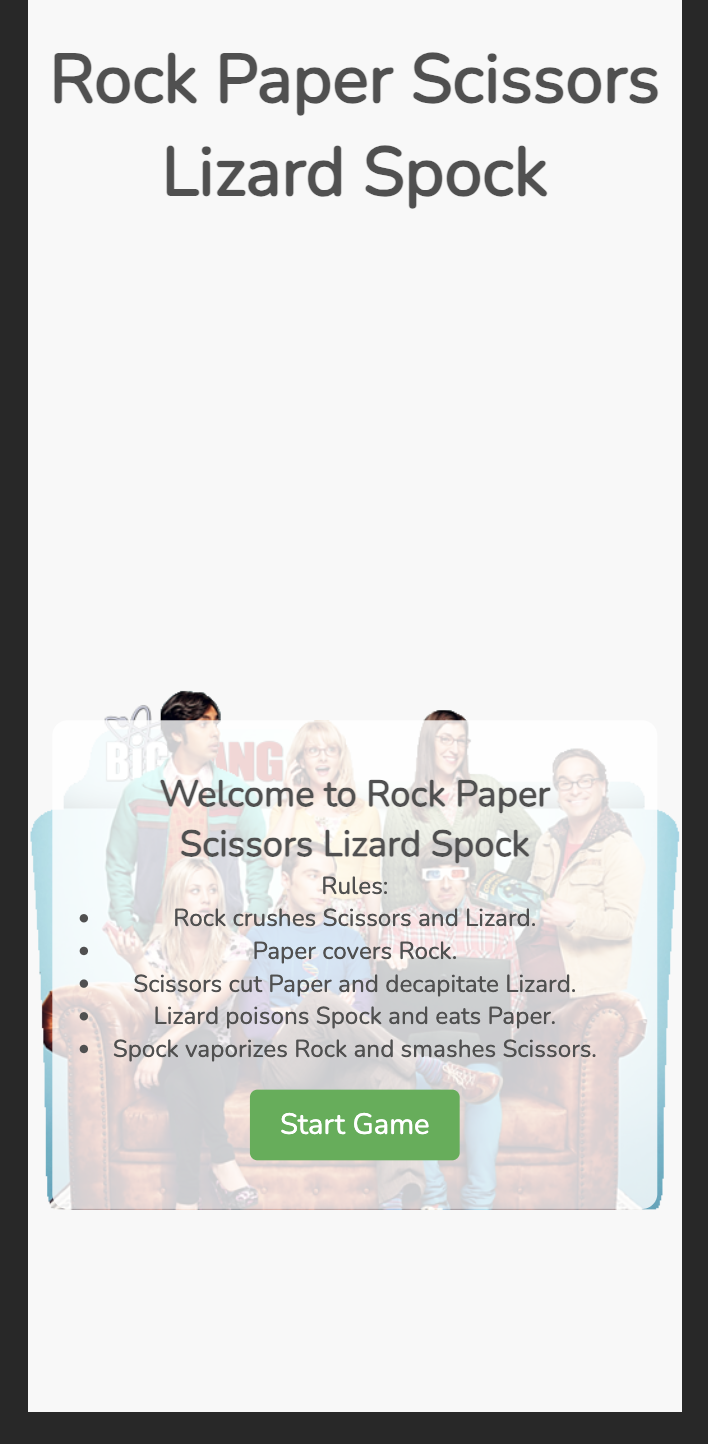 Rock Paper Scissors
Lizard Spock
BIG BANG
Welcome to Rock Paper
Scissors Lizard Spock
Rules:
• Rock crushes Scissors and Lizard.
• Paper covers Rock.
• Scissors cut Paper and decapitate Lizard.
• Lizard poisons Spock and eats Paper.
• Spock vaporizes Rock and smashes Scissors.
Start Game